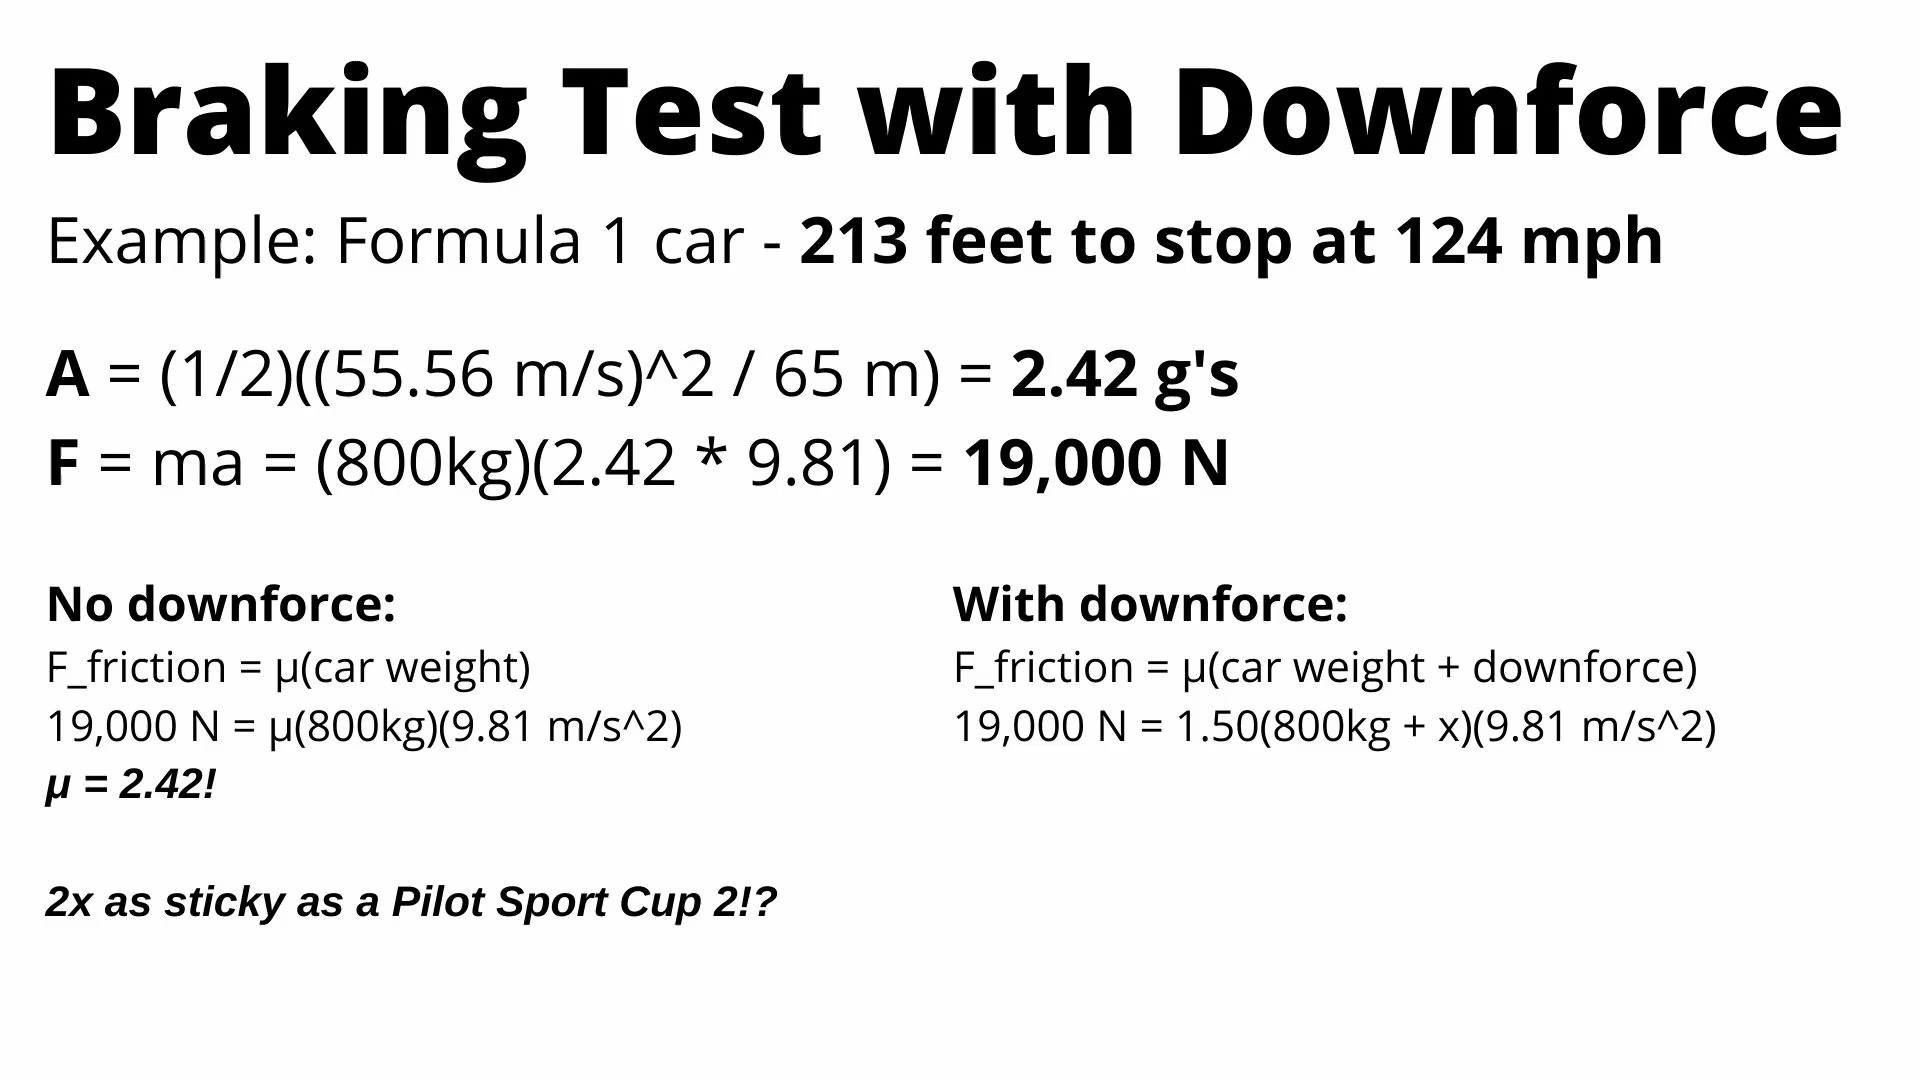 Braking Test with Downforce
Example: Formula 1 car - 213 feet to stop at 124 mph
A = (1/2)((55.56 m/s)^2 / 65 m) = 2.42 g's
F = ma = (800kg)(2.42 * 9.81) = 19,000 N
No downforce:
F_friction = µ(car weight)
19,000 N = µ(800kg)(9.81 m/s^2)
µ = 2.42!
2x as sticky as a Pilot Sport Cup 2!?
With downforce:
F_friction = µ(car weight + downforce)
19,000 N = 1.50(800kg + x)(9.81 m/s^2)